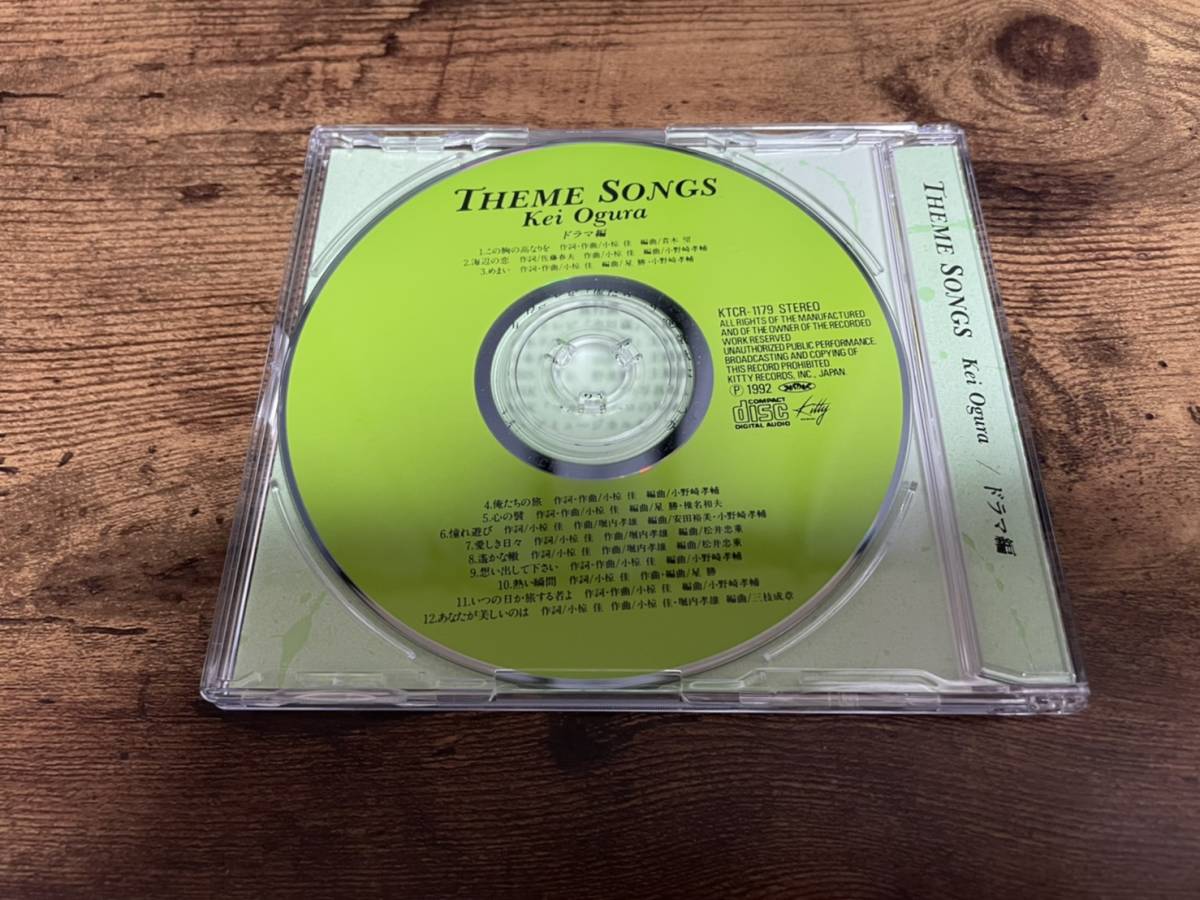 THEME SONGS
Kei Ogura
ドラマ編
1.この胸の高なりを 作詞・作曲/小椋 佳 編曲/青木 望
2.海辺の恋 作詞/佐藤春夫 作曲/小椋 佳 編曲/小野崎孝輔
3.めまい 作詞・作曲/小椋 佳 編曲/星 勝・小野崎孝輔
KTCR-1179 STEREO
ALL RIGHTS OF THE MANUFACTURED
AND OF THE OWNER OF THE RECORDED
WORK RESERVED
UNAUTHORIZED PUBLIC PERFORMANCE.
BROADCASTING AND COPYING OF
THIS RECORD PROHIBITED
KITTY RECORDS, INC., JAPAN.
Ⓟ 1992
COMPACT
disc
DIGITAL AUDIO
Kitty
4.俺たちの旅 作詞・作曲/小椋 佳 編曲/小野崎孝輔
5.心の襞 作詞・作曲/小椋 佳 編曲/星 勝・椎名和夫
6.憧れ遊び 作詞/小椋 佳 作曲/堀内孝雄 編曲/安田裕美・小野崎孝輔
7.愛しき日々 作詞/小椋 佳 作曲/堀内孝雄 編曲/松井忠重
8.遙かな轍 作詞/小椋 佳 作曲/堀内孝雄 編曲/松井忠重
9.想い出して下さい 作詞・作曲/小椋 佳 編曲/小野崎孝輔
10.熱い瞬間 作詞/小椋 佳 作曲・編曲/星 勝
11.いつの日か旅する者よ 作詞・作曲/小椋 佳 編曲/小野崎孝輔
12.あなたが美しいのは 作詞/小椋 佳 作曲/小椋 佳・堀内孝雄 編曲/三枝成章
THEME SONGS Kei Ogura / ドラマ編